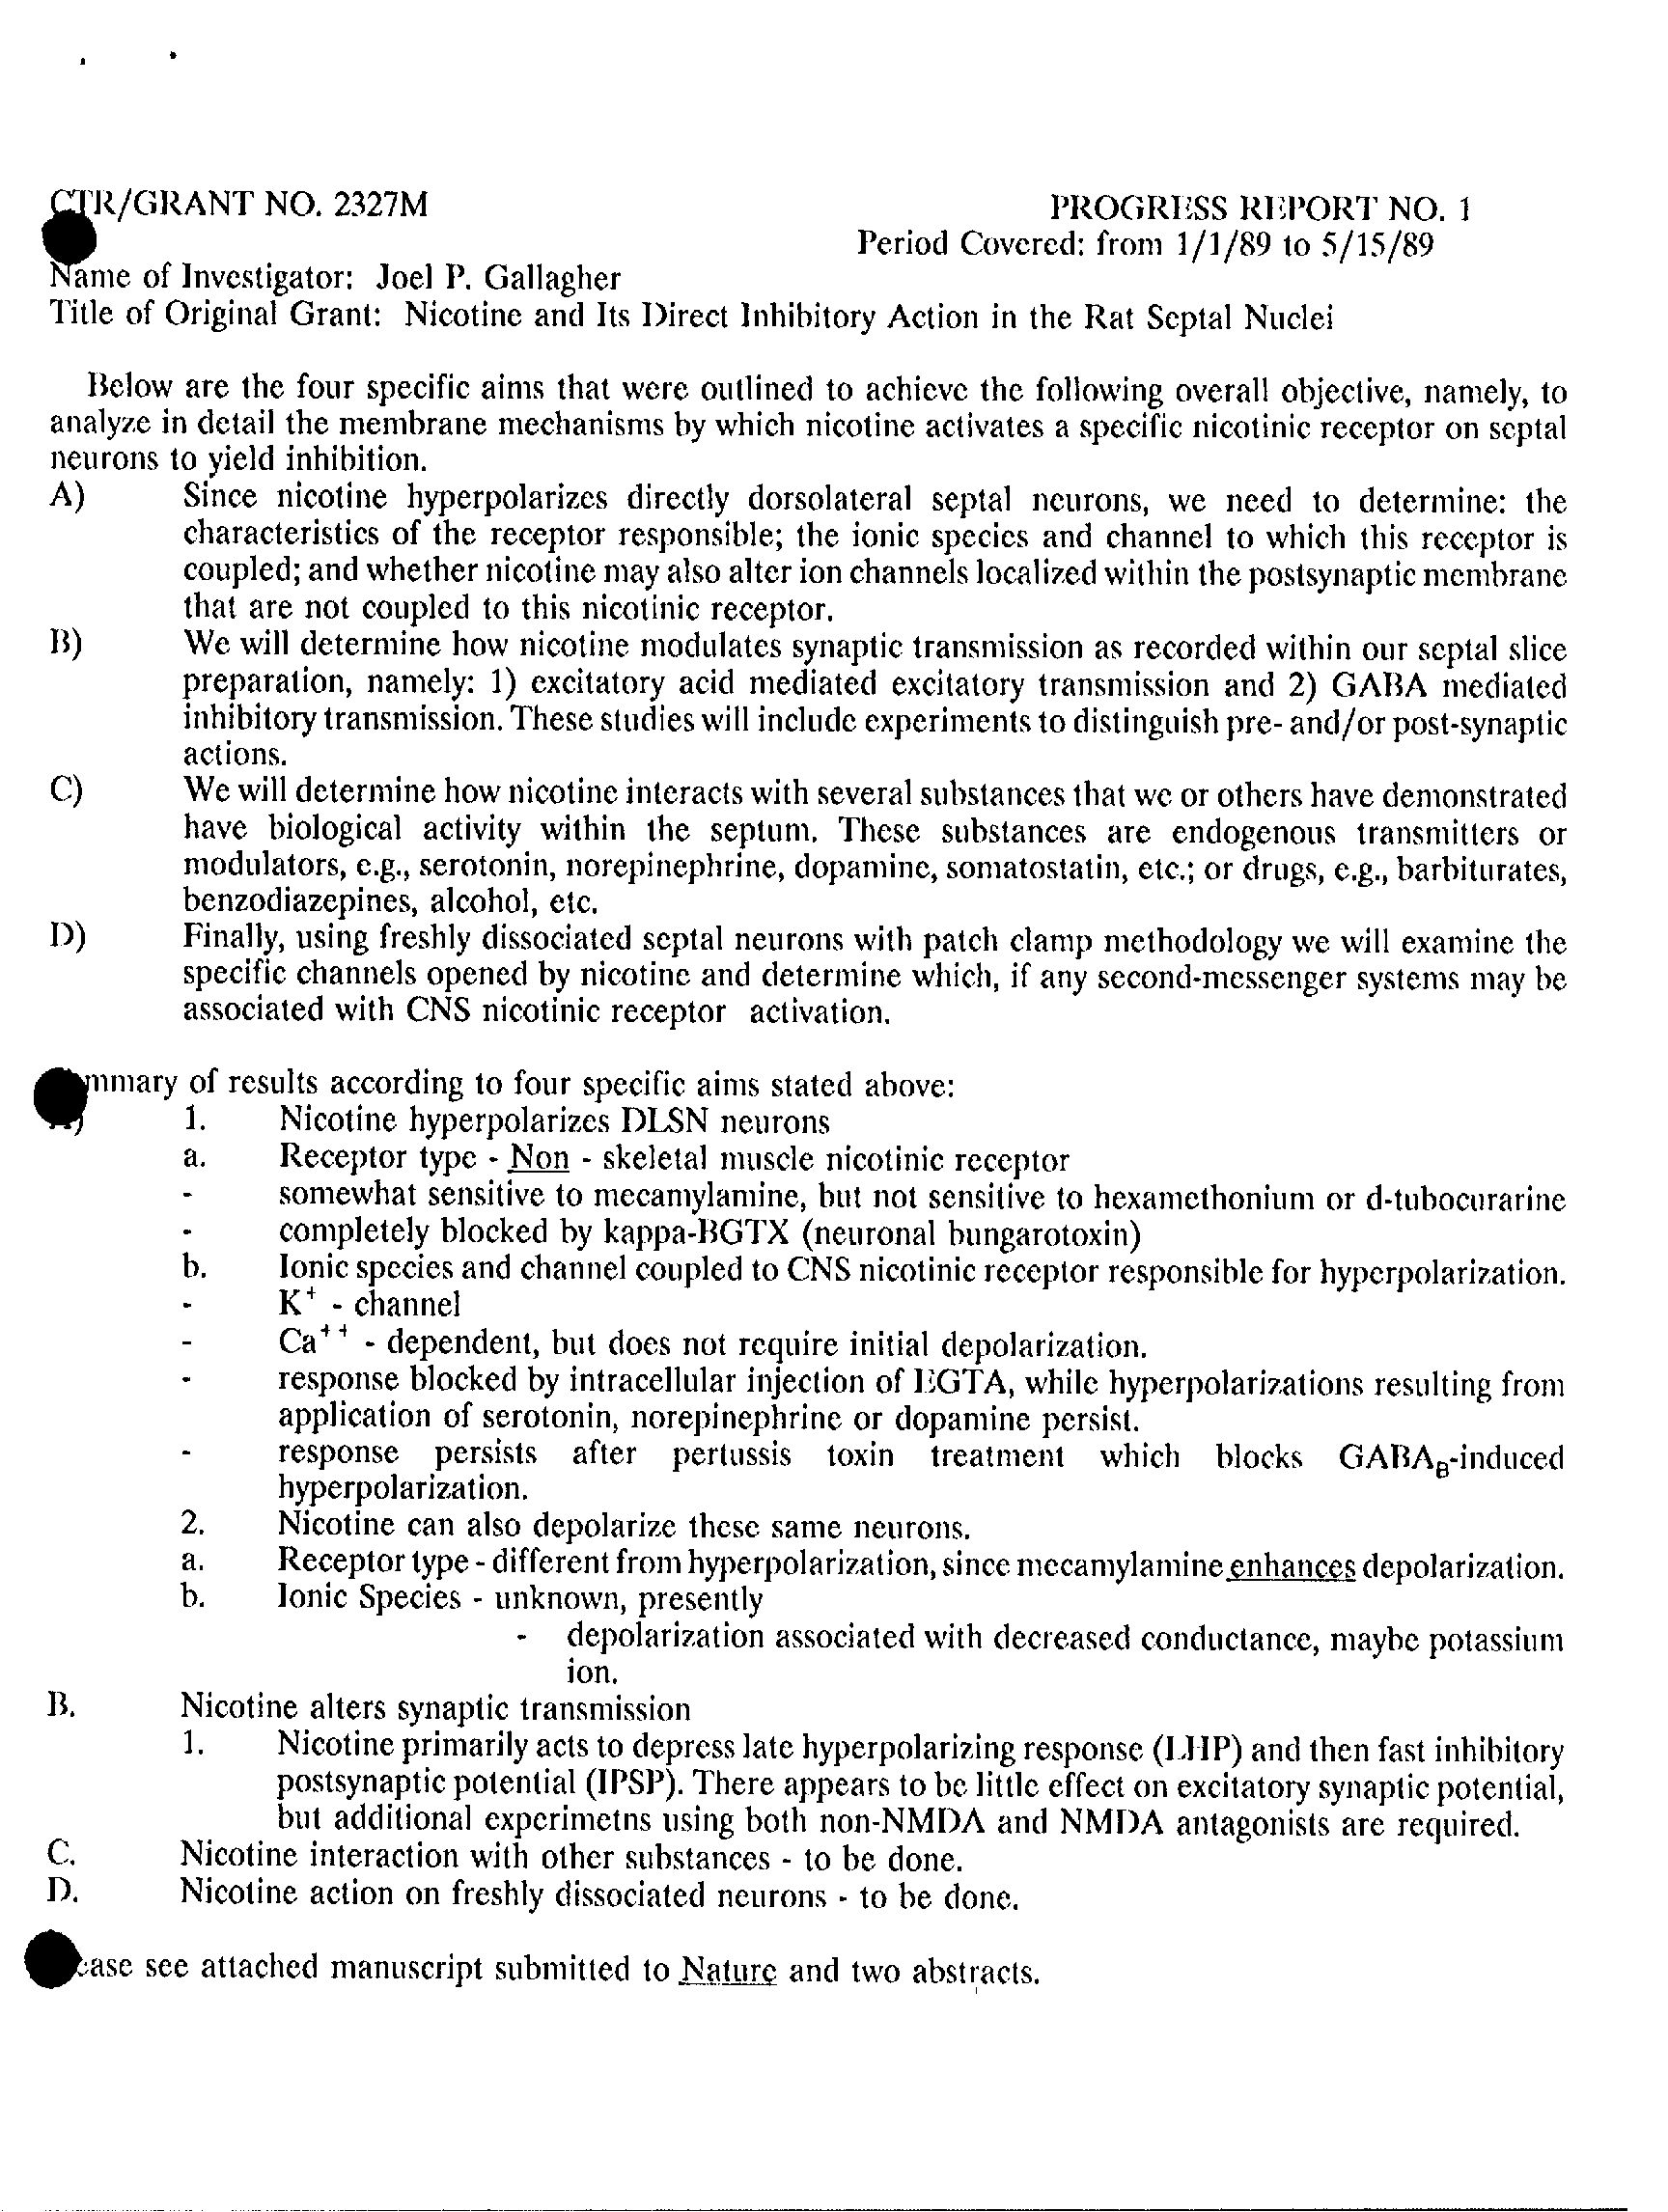 CTR/GRANT NO. 2327M
PROGRESS REPORT NO. 1
Period Covered: from 1/1/89 to 5/15/89
Name of Investigator: Joel P. Gallagher
Title of Original Grant: Nicotine and Its Direct Inhibitory Action in the Rat Septal Nuclei
Below are the four specific aims that were outlined to achieve the following overall objective, namely, to
analyze in detail the membrane mechanisms by which nicotine activates a specific nicotinic receptor on septal
neurons to yield inhibition.
A) Since nicotine hyperpolarizes directly dorsolateral septal neurons, we need to determine: the
characteristics of the receptor responsible; the ionic species and channel to which this receptor is
coupled; and whether nicotine may also alter ion channels localized within the postsynaptic membrane
that are not coupled to this nicotinic receptor.
B) We will determine how nicotine modulates synaptic transmission as recorded within our septal slice
preparation, namely: 1) excitatory acid mediated excitatory transmission and 2) GABA mediated
inhibitory transmission. These studies will include experiments to distinguish pre- and/or post-synaptic
actions.
C) We will determine how nicotine interacts with several substances that we or others have demonstrated
have biological activity within the septum. These substances are endogenous transmitters or
modulators, e.g., serotonin, norepinephrine, dopamine, somatostatin, etc.; or drugs, e.g., barbiturates,
benzodiazepines, alcohol, etc.
D) Finally, using freshly dissociated septal neurons with patch clamp methodology we will examine the
specific channels opened by nicotine and determine which, if any second-messenger systems may be
associated with CNS nicotinic receptor activation.
mmary of results according to four specific aims stated above:
1. Nicotine hyperpolarizes DLSN neurons
a. Receptor type - Non - skeletal muscle nicotinic receptor
- somewhat sensitive to mecamylamine, but not sensitive to hexamethonium or d-tubocurarine
- completely blocked by kappa-BGTX (neuronal bungarotoxin)
b. Ionic species and channel coupled to CNS nicotinic receptor responsible for hyperpolarization.
- K⁺ - channel
- Ca⁺⁺ - dependent, but does not require initial depolarization.
- response blocked by intracellular injection of EGTA, while hyperpolarizations resulting from
application of serotonin, norepinephrine or dopamine persist.
- response persists after pertussis toxin treatment which blocks GABAB-induced
hyperpolarization.
2. Nicotine can also depolarize these same neurons.
a. Receptor type - different from hyperpolarization, since mecamylamine enhances depolarization.
b. Ionic Species - unknown, presently
- depolarization associated with decreased conductance, maybe potassium
ion.
B. Nicotine alters synaptic transmission
1. Nicotine primarily acts to depress late hyperpolarizing response (LHP) and then fast inhibitory
postsynaptic potential (IPSP). There appears to be little effect on excitatory synaptic potential,
but additional experimetns using both non-NMDA and NMDA antagonists are required.
C. Nicotine interaction with other substances - to be done.
D. Nicotine action on freshly dissociated neurons - to be done.
ease see attached manuscript submitted to Nature and two abstracts.